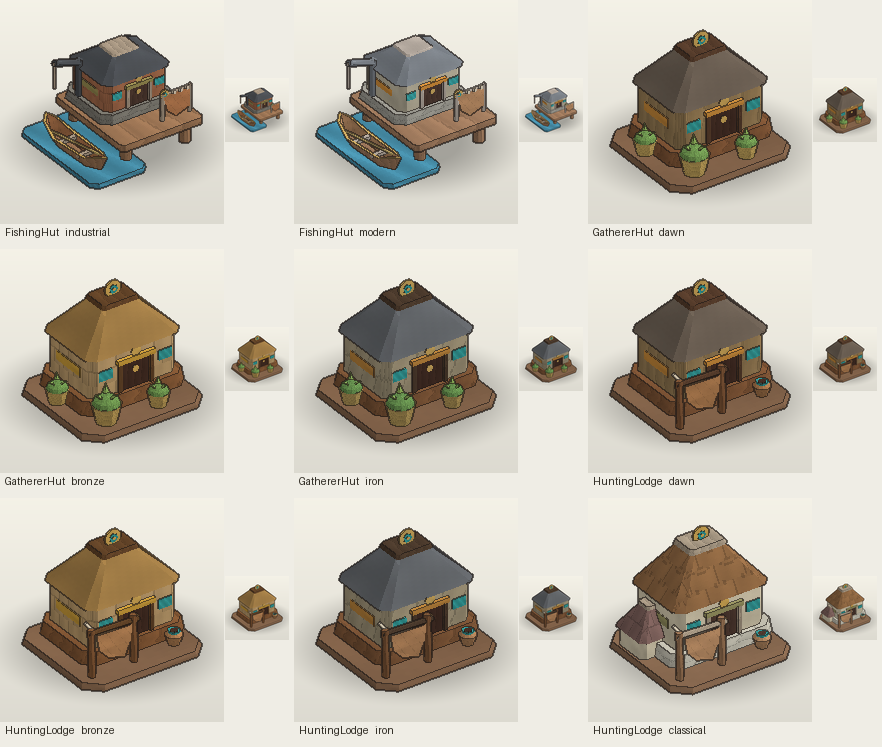 FishingHut industrial
FishingHut modern
GathererHut dawn
GathererHut bronze
GathererHut iron
HuntingLodge dawn
HuntingLodge bronze
HuntingLodge iron
HuntingLodge classical